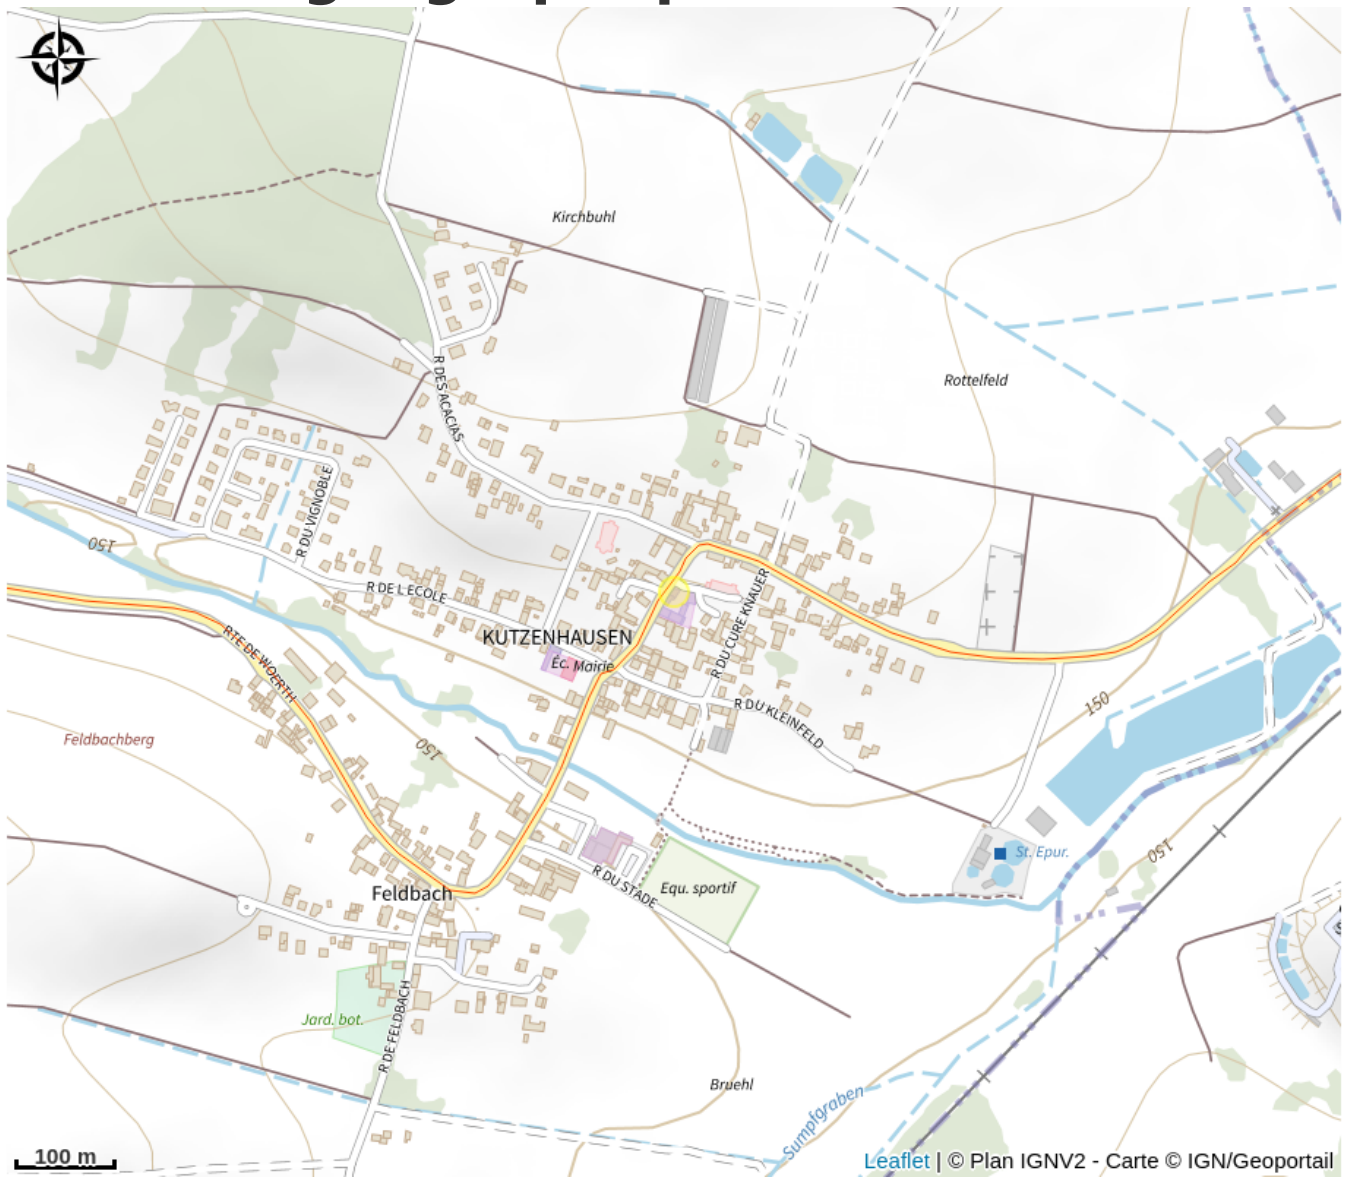 Kirchbuhl
Rottelfeld
R DES ACACIAS
R DU VIGNOBLE
150
R DE L ECOLE
KUTZENHAUSEN
Éc. Mairie
R DU CURE KNAUER
RTE DE WOERTH
R DU KLEINFELD
150
Feldbachberg
150
150
St. Epur.
Feldbach
R DU STADE
Equ. sportif
Jard. bot.
R DE FELDBACH
Bruehl
Sumpfgraben
100 m
Leaflet | © Plan IGNV2 - Carte © IGN/Geoportail